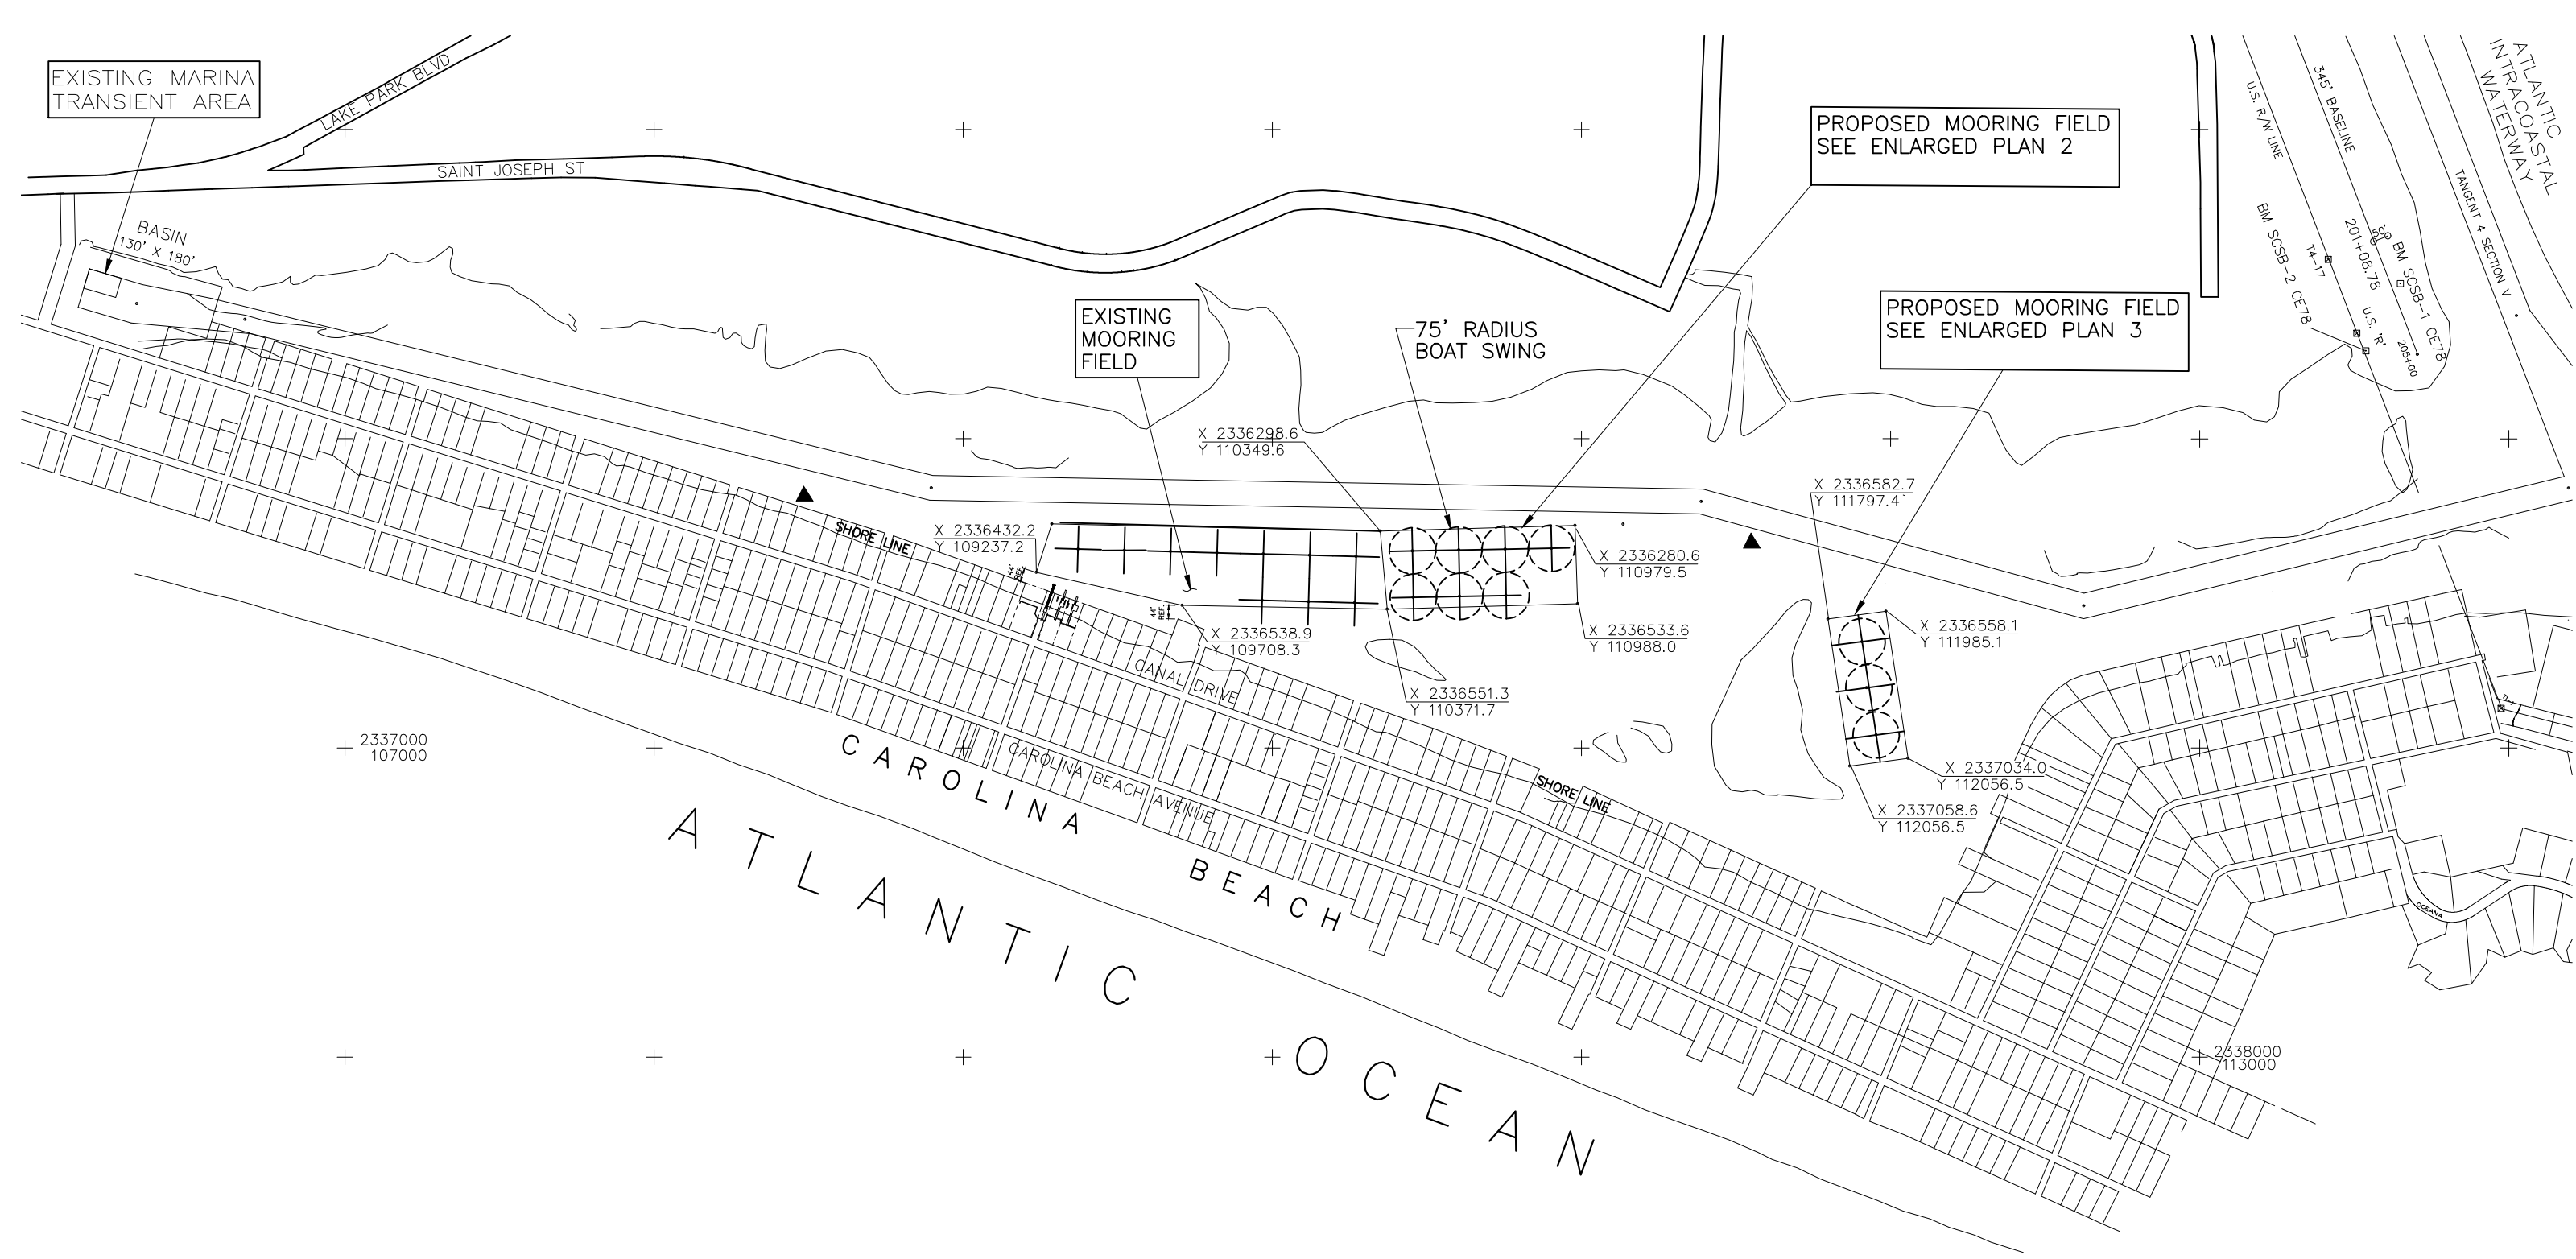 EXISTING MARINA
TRANSIENT AREA
LAKE PARK BLVD
SAINT JOSEPH ST
BASIN
130' X 180'
PROPOSED MOORING FIELD
SEE ENLARGED PLAN 2
ATLANTIC
INTRACOASTAL
WATERWAY
U.S. R/W LINE
345' BASELINE
TANGENT 4 SECTION V
BM SCSB-2 CE78
T4-17
201+08.78
50'
BM SCSB-1 CE78
U.S. 'R'
205+00
EXISTING
MOORING
FIELD
75' RADIUS
BOAT SWING
PROPOSED MOORING FIELD
SEE ENLARGED PLAN 3
X 2336298.6
Y 110349.6
X 2336582.7
Y 111797.4
SHORE LINE
X 2336432.2
Y 109237.2
44'
REF.
44'
REF.
X 2336280.6
Y 110979.5
X 2336538.9
Y 109708.3
X 2336533.6
Y 110988.0
X 2336558.1
Y 111985.1
CANAL DRIVE
X 2336551.3
Y 110371.7
2337000
107000
CAROLINA BEACH AVENUE
CAROLINA BEACH
X 2337034.0
Y 112056.5
X 2337058.6
Y 112056.5
SHORE LINE
ATLANTIC OCEAN
OCEANA
2338000
113000